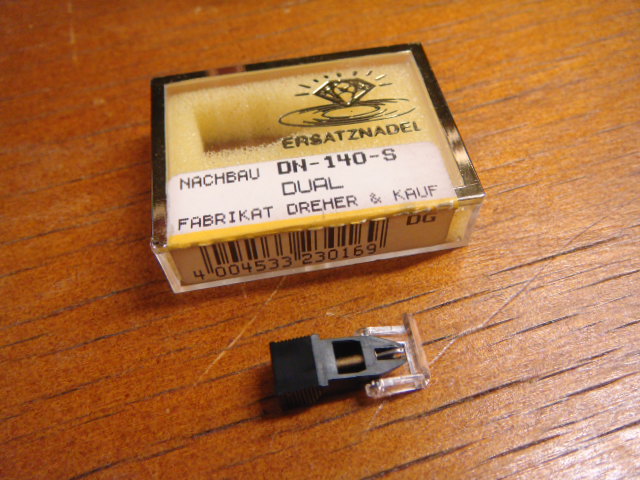 ERSATZNADEL
NACHBAU DN-140-S
DUAL
FABRIKAT DREHER & KAUF
DG
4 004533 230169